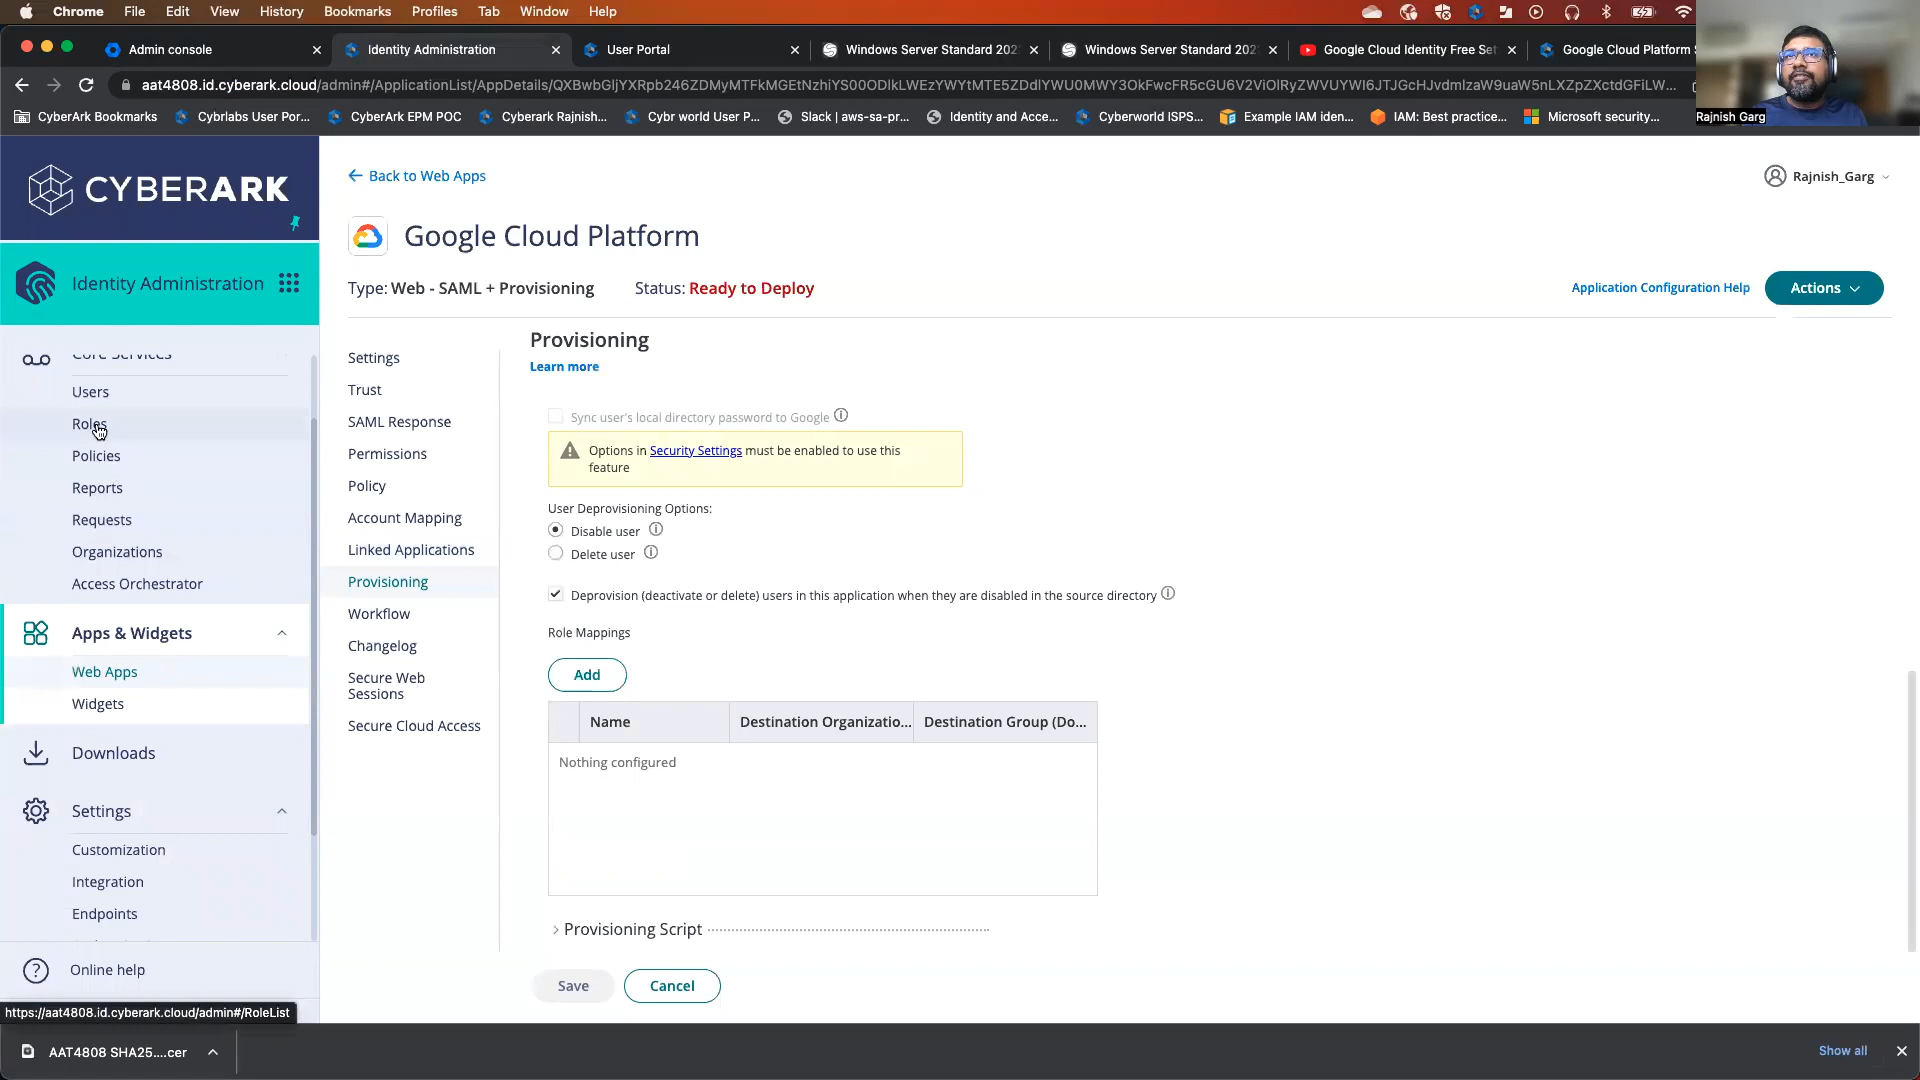 Chrome File Edit View History Bookmarks Profiles Tab Window Help
Admin console
Identity Administration
User Portal
Windows Server Standard 202
Windows Server Standard 202
Google Cloud Identity Free Set
Google Cloud Platform S
aat4808.id.cyberark.cloud/admin#/ApplicationList/AppDetails/
CyberArk Bookmarks
Cybrlabs User Por...
CyberArk EPM POC
Cyberark Rajnish...
Cybr world User P...
Slack | aws-sa-pr...
Identity and Acce...
Cyberworld ISPS...
Example IAM iden...
IAM: Best practice...
Microsoft security...
Rajnish Garg
CYBERARK
Identity Administration
Core Services
Users
Roles
Policies
Reports
Requests
Organizations
Access Orchestrator
Apps & Widgets
Web Apps
Widgets
Downloads
Settings
Customization
Integration
Endpoints
Online help
https://aat4808.id.cyberark.cloud/admin#/RoleList
Back to Web Apps
Rajnish_Garg
Google Cloud Platform
Type: Web - SAML + Provisioning
Status: Ready to Deploy
Application Configuration Help
Actions
Settings
Trust
SAML Response
Permissions
Policy
Account Mapping
Linked Applications
Provisioning
Workflow
Changelog
Secure Web
Sessions
Secure Cloud Access
Provisioning
Learn more
Sync user's local directory password to Google
Options in Security Settings must be enabled to use this
feature
User Deprovisioning Options:
Disable user
Delete user
Deprovision (deactivate or delete) users in this application when they are disabled in the source directory
Role Mappings
Add
Name
Destination Organizatio...
Destination Group (Do...
Nothing configured
Provisioning Script
Save
Cancel
AAT4808 SHA25....cer
Show all